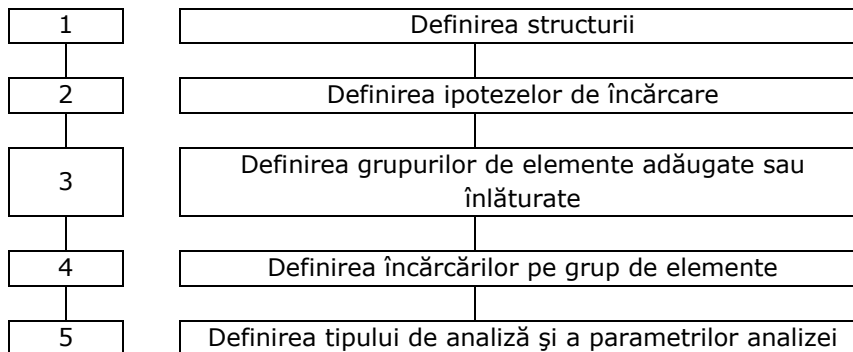 1 Definirea structurii
2 Definirea ipotezelor de încărcare
3 Definirea grupurilor de elemente adăugate sau
înlăturate
4 Definirea încărcărilor pe grup de elemente
5 Definirea tipului de analiză şi a parametrilor analizei